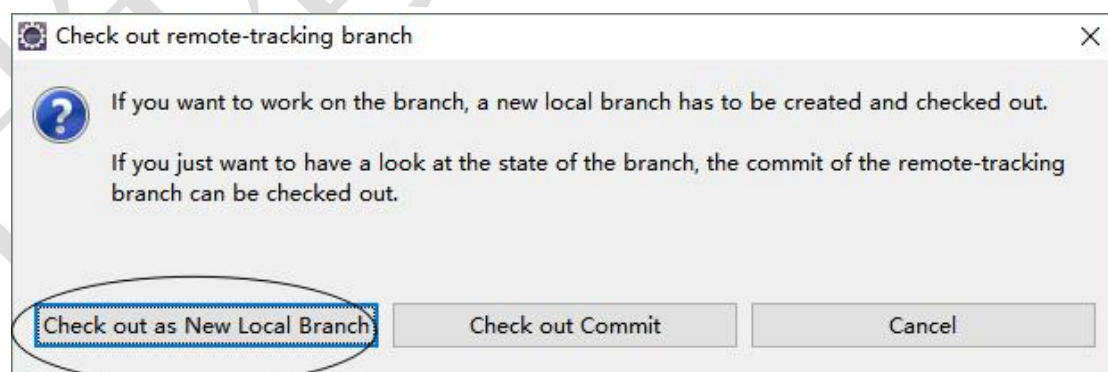 Check out remote-tracking branch
If you want to work on the branch, a new local branch has to be created and checked out.
If you just want to have a look at the state of the branch, the commit of the remote-tracking
branch can be checked out.
Check out as New Local Branch
Check out Commit
Cancel